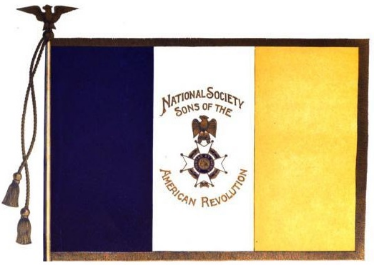 NATIONAL SOCIETY
SONS OF THE
AMERICAN REVOLUTION